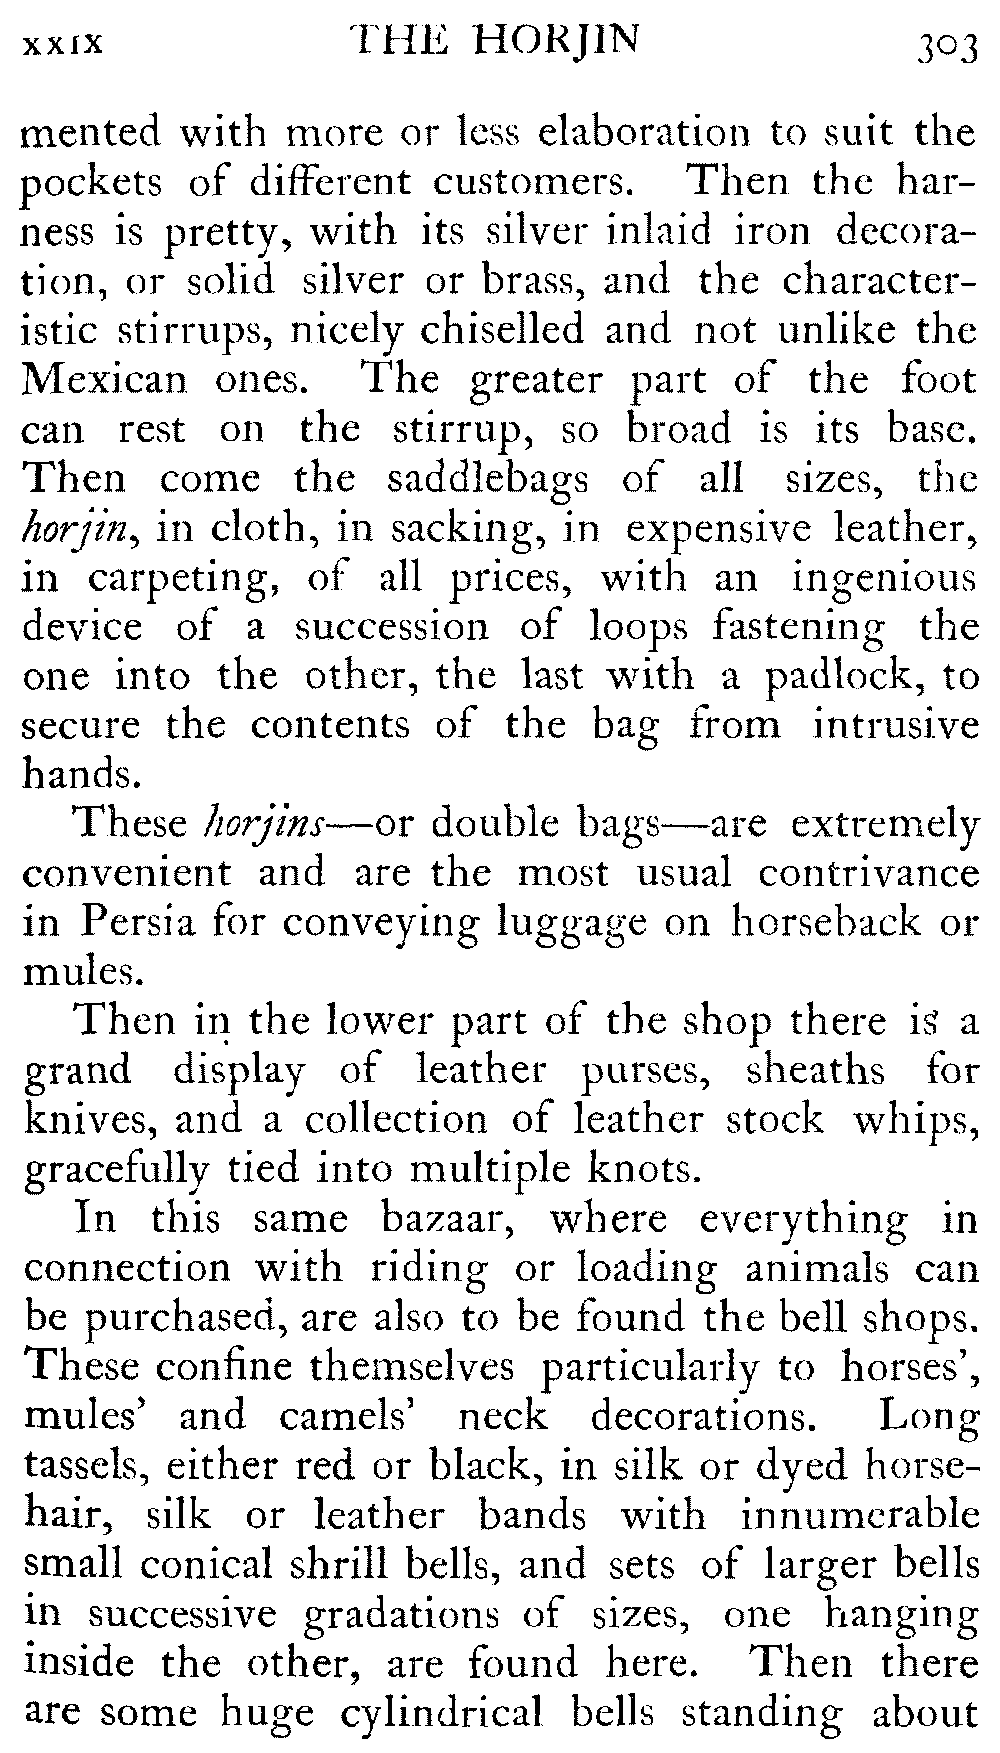 xxix THE HORJIN 303
mented with more or less elaboration to suit the
pockets of different customers. Then the har-
ness is pretty, with its silver inlaid iron decora-
tion, or solid silver or brass, and the character-
istic stirrups, nicely chiselled and not unlike the
Mexican ones. The greater part of the foot
can rest on the stirrup, so broad is its base.
Then come the saddlebags of all sizes, the
horjin, in cloth, in sacking, in expensive leather,
in carpeting, of all prices, with an ingenious
device of a succession of loops fastening the
one into the other, the last with a padlock, to
secure the contents of the bag from intrusive
hands.
These horjins—or double bags—are extremely
convenient and are the most usual contrivance
in Persia for conveying luggage on horseback or
mules.
Then in the lower part of the shop there is a
grand display of leather purses, sheaths for
knives, and a collection of leather stock whips,
gracefully tied into multiple knots.
In this same bazaar, where everything in
connection with riding or loading animals can
be purchased, are also to be found the bell shops.
These confine themselves particularly to horses',
mules' and camels' neck decorations. Long
tassels, either red or black, in silk or dyed horse-
hair, silk or leather bands with innumerable
small conical shrill bells, and sets of larger bells
in successive gradations of sizes, one hanging
inside the other, are found here. Then there
are some huge cylindrical bells standing about